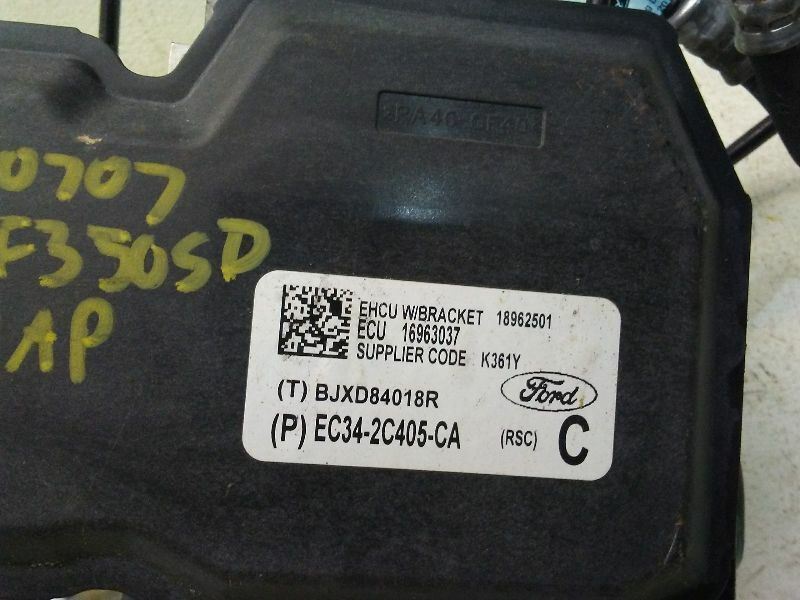 0707
F350SD
AP
EHCU W/BRACKET 18962501
ECU 16963037
SUPPLIER CODE K361Y
(T) BJXD84018R
Ford
(P) EC34-2C405-CA (RSC) C